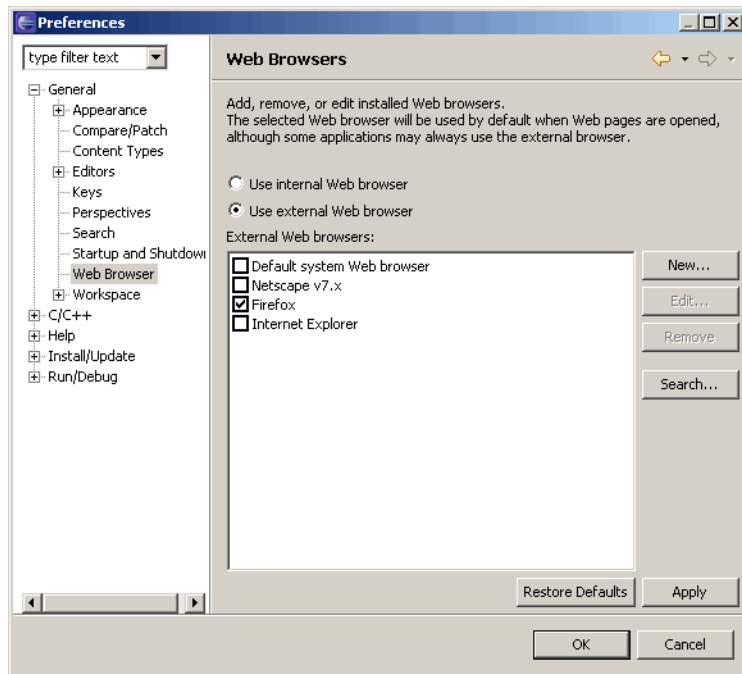 Preferences
type filter text
General
Appearance
Compare/Patch
Content Types
Editors
Keys
Perspectives
Search
Startup and Shutdown
Web Browser
Workspace
C/C++
Help
Install/Update
Run/Debug
Web Browsers
Add, remove, or edit installed Web browsers.
The selected Web browser will be used by default when Web pages are opened,
although some applications may always use the external browser.
Use internal Web browser
Use external Web browser
External Web browsers:
Default system Web browser
Netscape v7.x
Firefox
Internet Explorer
New...
Edit...
Remove
Search...
Restore Defaults
Apply
OK
Cancel